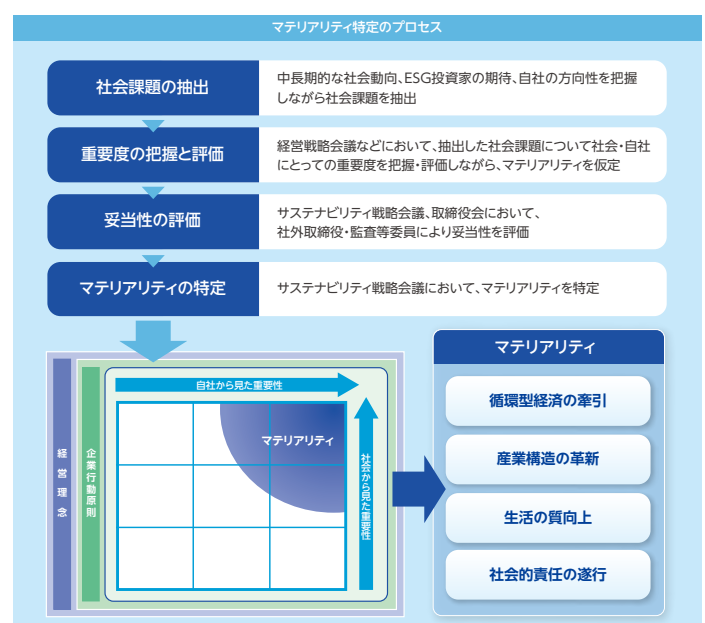 マテリアリティ特定のプロセス
社会課題の抽出
中長期的な社会動向、ESG投資家の期待、自社の方向性を把握
しながら社会課題を抽出
重要度の把握と評価
経営戦略会議などにおいて、抽出した社会課題について社会・自社
にとっての重要度を把握・評価しながら、マテリアリティを仮定
妥当性の評価
サステナビリティ戦略会議、取締役会において、
社外取締役・監査等委員により妥当性を評価
マテリアリティの特定
サステナビリティ戦略会議において、マテリアリティを特定
経営理念
企業行動原則
自社から見た重要性
マテリアリティ
社会から見た重要性
マテリアリティ
循環型経済の牽引
産業構造の革新
生活の質向上
社会的責任の遂行